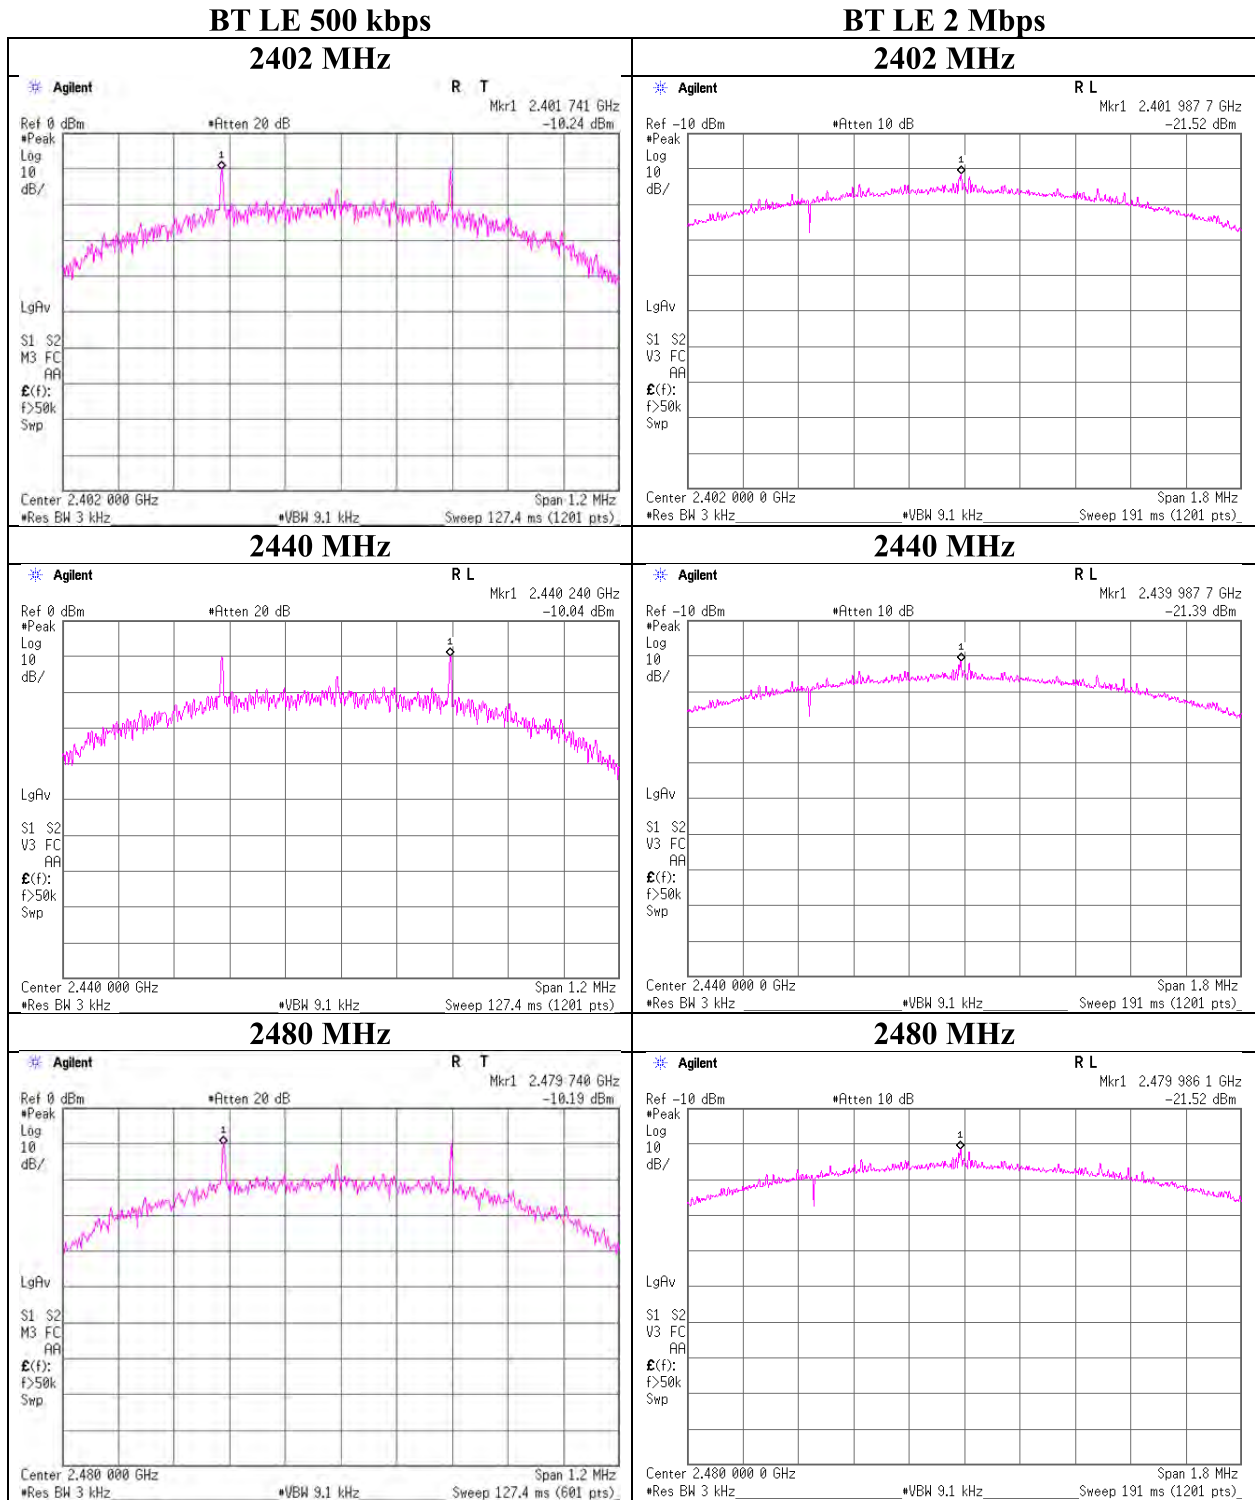 BT LE 500 kbps
BT LE 2 Mbps
2402 MHz
2402 MHz
Agilent
R T
Mkr1 2.401 741 GHz
Ref 0 dBm
#Atten 20 dB
-10.24 dBm
#Peak
Log
10
dB/
1
LgAv
S1 S2
M3 FC
AA
£(f):
f>50k
Swp
Center 2.402 000 GHz
Span 1.2 MHz
#Res BW 3 kHz
#VBW 9.1 kHz
Sweep 127.4 ms (1201 pts)
Agilent
R L
Mkr1 2.401 987 7 GHz
Ref -10 dBm
#Atten 10 dB
-21.52 dBm
#Peak
Log
10
dB/
1
LgAv
S1 S2
V3 FC
AA
£(f):
f>50k
Swp
Center 2.402 000 0 GHz
Span 1.8 MHz
#Res BW 3 kHz
#VBW 9.1 kHz
Sweep 191 ms (1201 pts)
2440 MHz
2440 MHz
Agilent
R L
Mkr1 2.440 240 GHz
Ref 0 dBm
#Atten 20 dB
-10.04 dBm
#Peak
Log
10
dB/
1
LgAv
S1 S2
V3 FC
AA
£(f):
f>50k
Swp
Center 2.440 000 GHz
Span 1.2 MHz
#Res BW 3 kHz
#VBW 9.1 kHz
Sweep 127.4 ms (1201 pts)
Agilent
R L
Mkr1 2.439 987 7 GHz
Ref -10 dBm
#Atten 10 dB
-21.39 dBm
#Peak
Log
10
dB/
1
LgAv
S1 S2
V3 FC
AA
£(f):
f>50k
Swp
Center 2.440 000 0 GHz
Span 1.8 MHz
#Res BW 3 kHz
#VBW 9.1 kHz
Sweep 191 ms (1201 pts)
2480 MHz
2480 MHz
Agilent
R T
Mkr1 2.479 740 GHz
Ref 0 dBm
#Atten 20 dB
-10.19 dBm
#Peak
Log
10
dB/
1
LgAv
S1 S2
M3 FC
AA
£(f):
f>50k
Swp
Center 2.480 000 GHz
Span 1.2 MHz
#Res BW 3 kHz
#VBW 9.1 kHz
Sweep 127.4 ms (601 pts)
Agilent
R L
Mkr1 2.479 986 1 GHz
Ref -10 dBm
#Atten 10 dB
-21.52 dBm
#Peak
Log
10
dB/
1
LgAv
S1 S2
V3 FC
AA
£(f):
f>50k
Swp
Center 2.480 000 0 GHz
Span 1.8 MHz
#Res BW 3 kHz
#VBW 9.1 kHz
Sweep 191 ms (1201 pts)